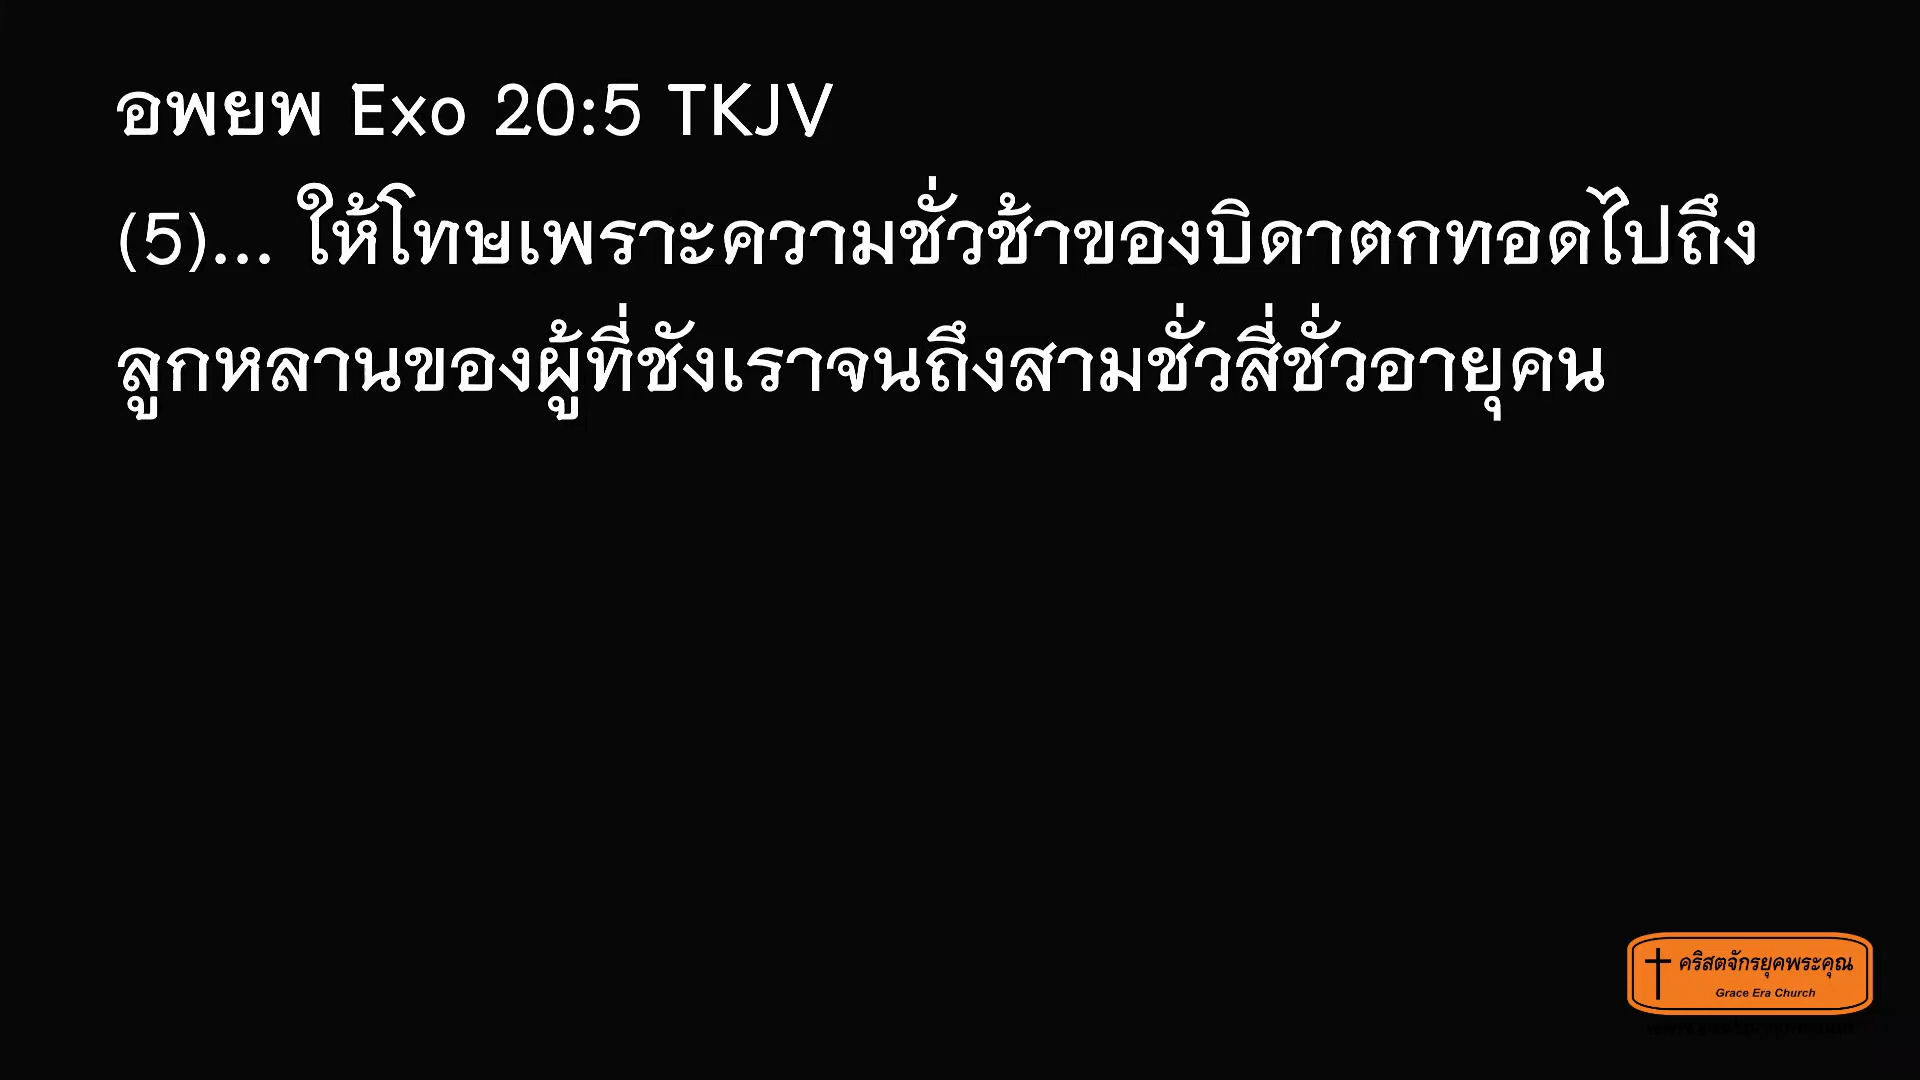 อพยพ Exo 20:5 TKJV
(5)... ให้โทษเพราะความชั่วช้าของบิดาตกทอดไปถึง
ลูกหลานของผู้ที่ชังเราจนถึงสามชั่วสี่ชั่วอายุคน
คริสตจักรยุคพระคุณ
Grace Era Church